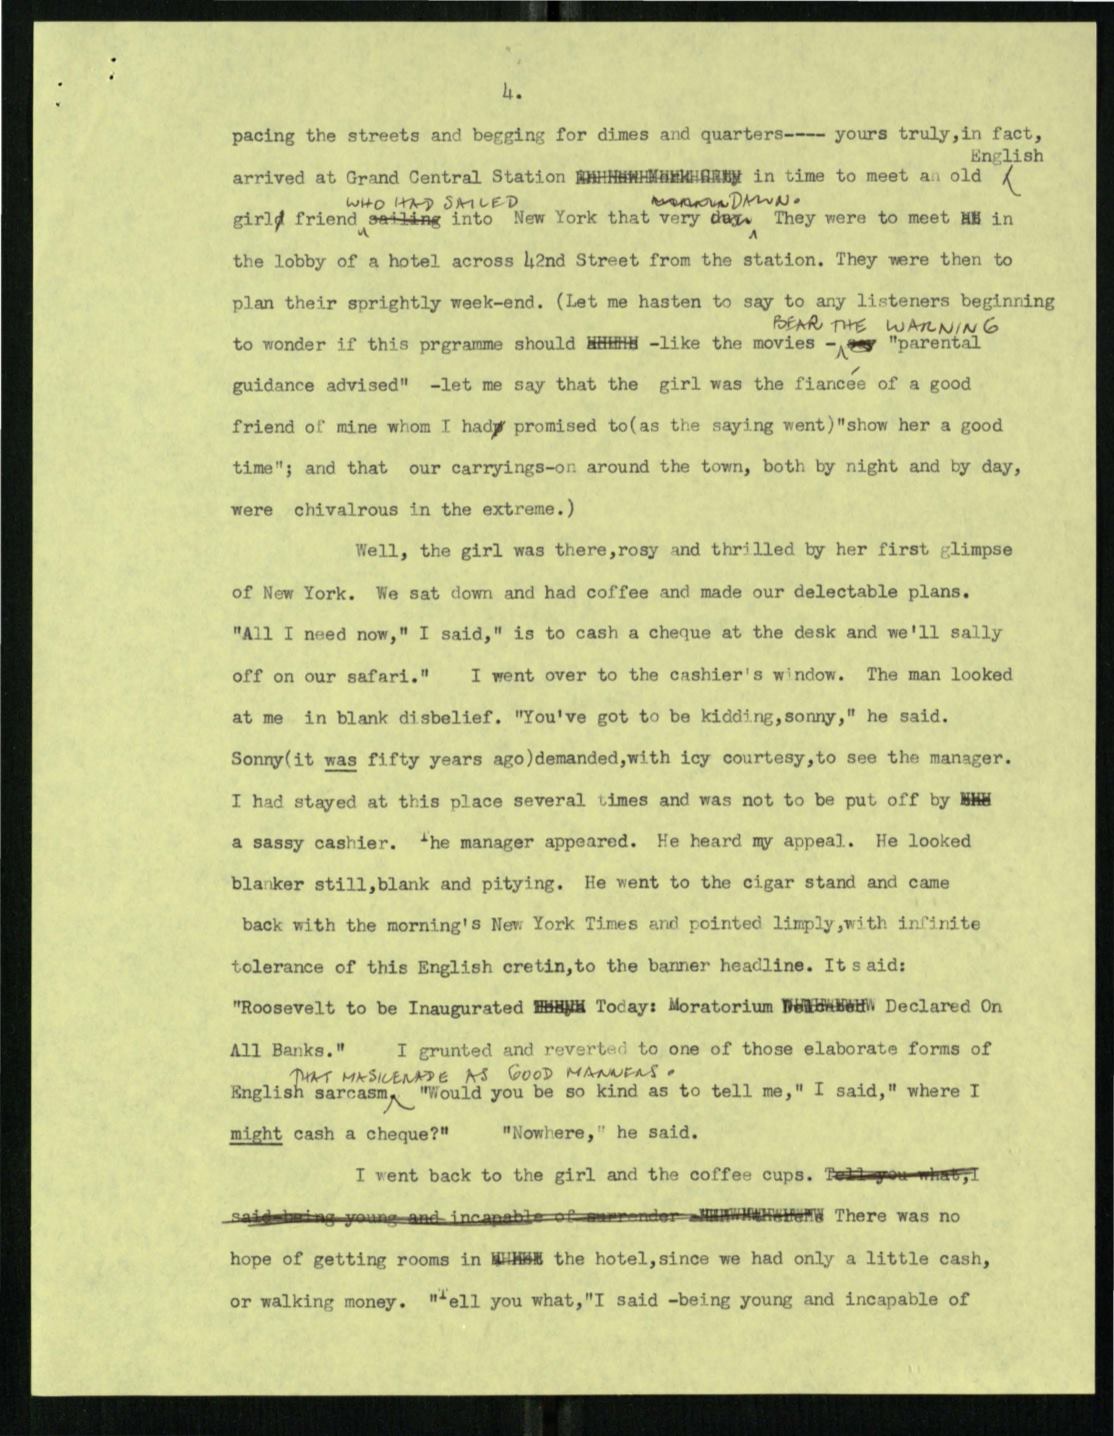 4.
pacing the streets and begging for dimes and quarters---- yours truly,in fact,
English
arrived at Grand Central Station in time to meet an old
WHO HAD SAILED DAWN.
girl friend sailing into New York that very day. They were to meet in
the lobby of a hotel across 42nd Street from the station. They were then to
plan their sprightly week-end. (Let me hasten to say to any listeners beginning
BEAR THE WARNING
to wonder if this prgramme should -like the movies - say "parental
guidance advised" -let me say that the girl was the fiancée of a good
friend of mine whom I had promised to(as the saying went)"show her a good
time"; and that our carryings-on around the town, both by night and by day,
were chivalrous in the extreme.)
Well, the girl was there,rosy and thrilled by her first glimpse
of New York. We sat down and had coffee and made our delectable plans.
"All I need now," I said," is to cash a cheque at the desk and we'll sally
off on our safari." I went over to the cashier's window. The man looked
at me in blank disbelief. "You've got to be kidding,sonny," he said.
Sonny(it was fifty years ago)demanded,with icy courtesy,to see the manager.
I had stayed at this place several times and was not to be put off by
a sassy cashier. The manager appeared. He heard my appeal. He looked
blanker still,blank and pitying. He went to the cigar stand and came
back with the morning's New York Times and pointed limply,with infinite
tolerance of this English cretin,to the banner headline. It s aid:
"Roosevelt to be Inaugurated Today: Moratorium Declared On
All Banks." I grunted and reverted to one of those elaborate forms of
THAT MASQUERADE AS GOOD MANNERS.
English sarcasm "Would you be so kind as to tell me," I said," where I
might cash a cheque?" "Nowhere," he said.
I went back to the girl and the coffee cups. Tell you what,I
said-being young and incapable of surrender There was no
hope of getting rooms in the hotel,since we had only a little cash,
or walking money. "Tell you what,"I said -being young and incapable of